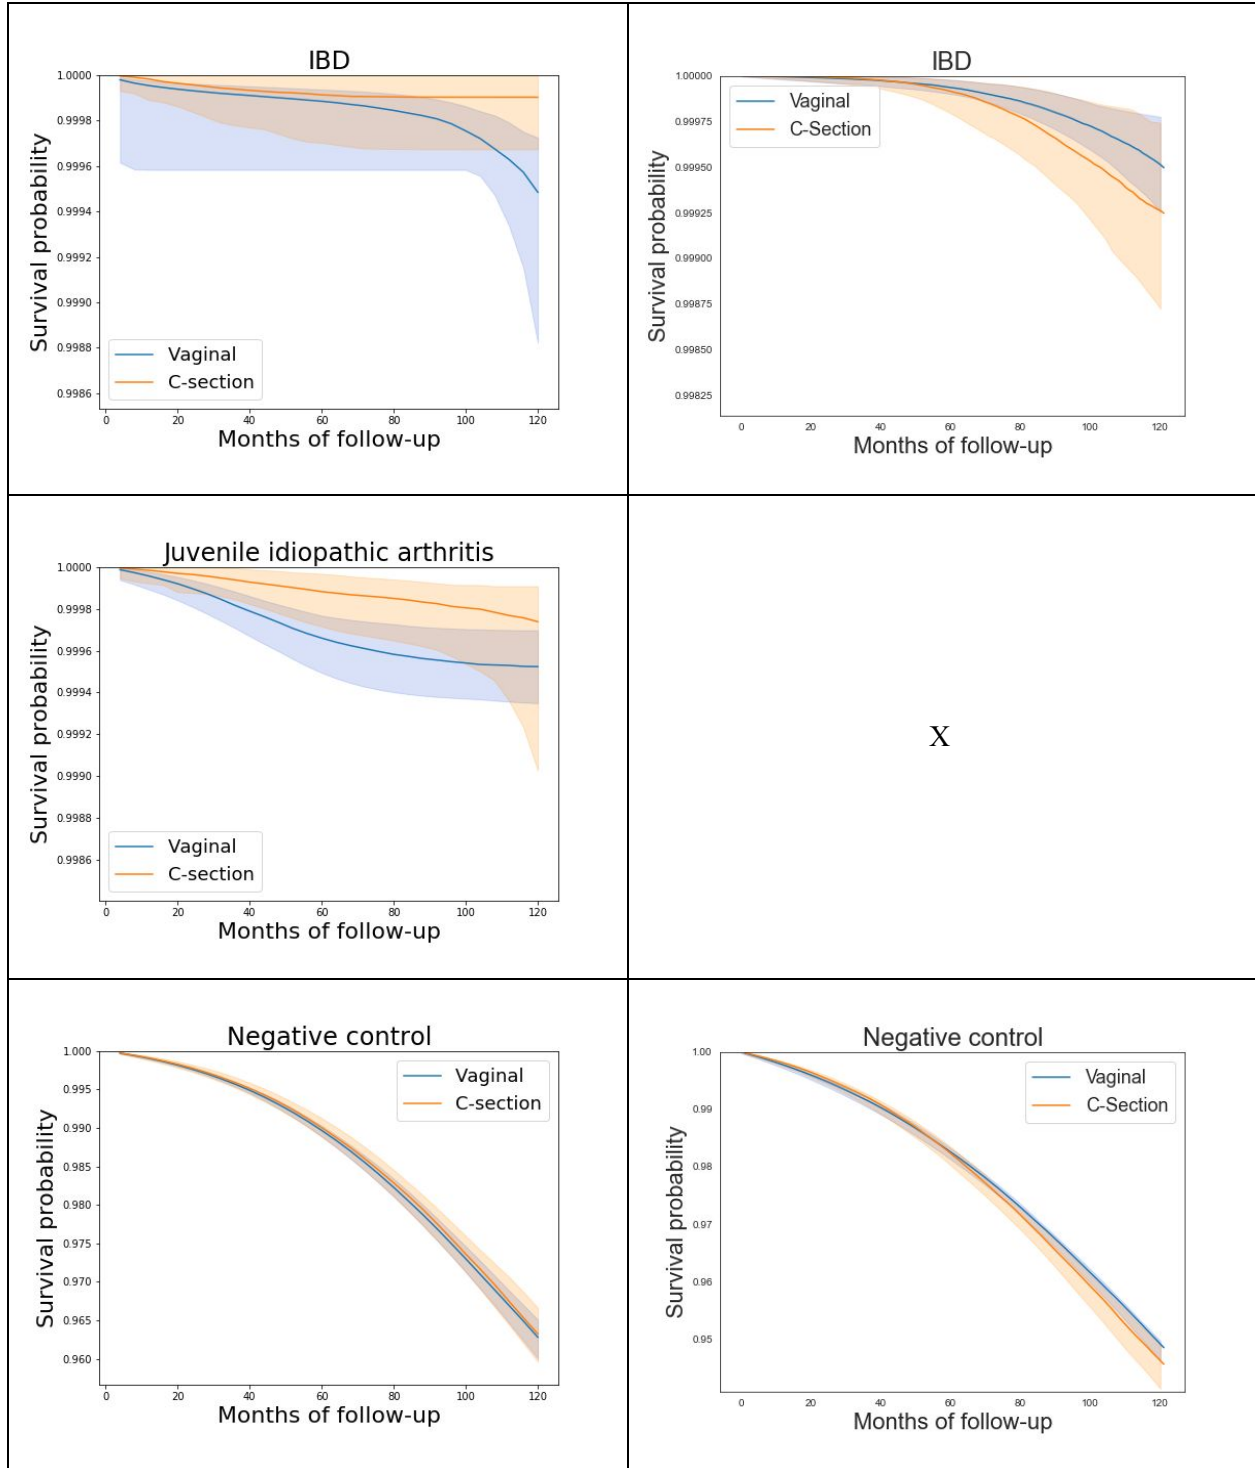 IBD
1.0000
0.9998
0.9996
0.9994
0.9992
0.9990
0.9988
0.9986
Survival probability
Vaginal
C-section
0 20 40 60 80 100 120
Months of follow-up
IBD
1.00000
0.99975
0.99950
0.99925
0.99900
0.99875
0.99850
0.99825
Survival probability
Vaginal
C-Section
0 20 40 60 80 100 120
Months of follow-up
Juvenile idiopathic arthritis
1.0000
0.9998
0.9996
0.9994
0.9992
0.9990
0.9988
0.9986
Survival probability
Vaginal
C-section
0 20 40 60 80 100 120
Months of follow-up
X
Negative control
1.000
0.995
0.990
0.985
0.980
0.975
0.970
0.965
0.960
Survival probability
Vaginal
C-section
0 20 40 60 80 100 120
Months of follow-up
Negative control
1.00
0.99
0.98
0.97
0.96
0.95
Survival probability
Vaginal
C-Section
0 20 40 60 80 100 120
Months of follow-up